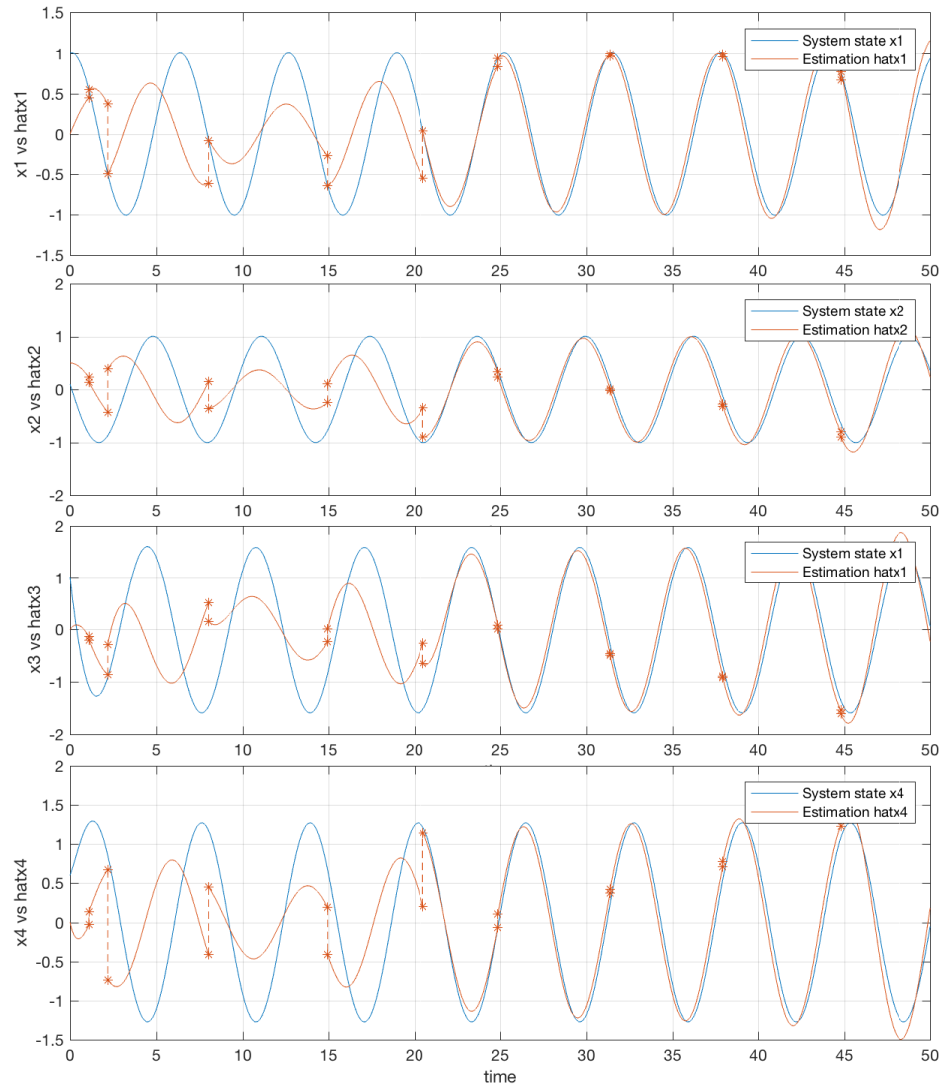 1.5
System state x1
1
Estimation hatx1
0.5
x1 vs hatx1
0
-0.5
-1
-1.5
0 5 10 15 20 25 30 35 40 45 50
2
System state x2
Estimation hatx2
1
x2 vs hatx2
0
-1
-2
0 5 10 15 20 25 30 35 40 45 50
2
System state x1
Estimation hatx1
1
x3 vs hatx3
0
-1
-2
0 5 10 15 20 25 30 35 40 45 50
2
System state x4
1.5
Estimation hatx4
1
0.5
x4 vs hatx4
0
-0.5
-1
-1.5
0 5 10 15 20 25 30 35 40 45 50
time